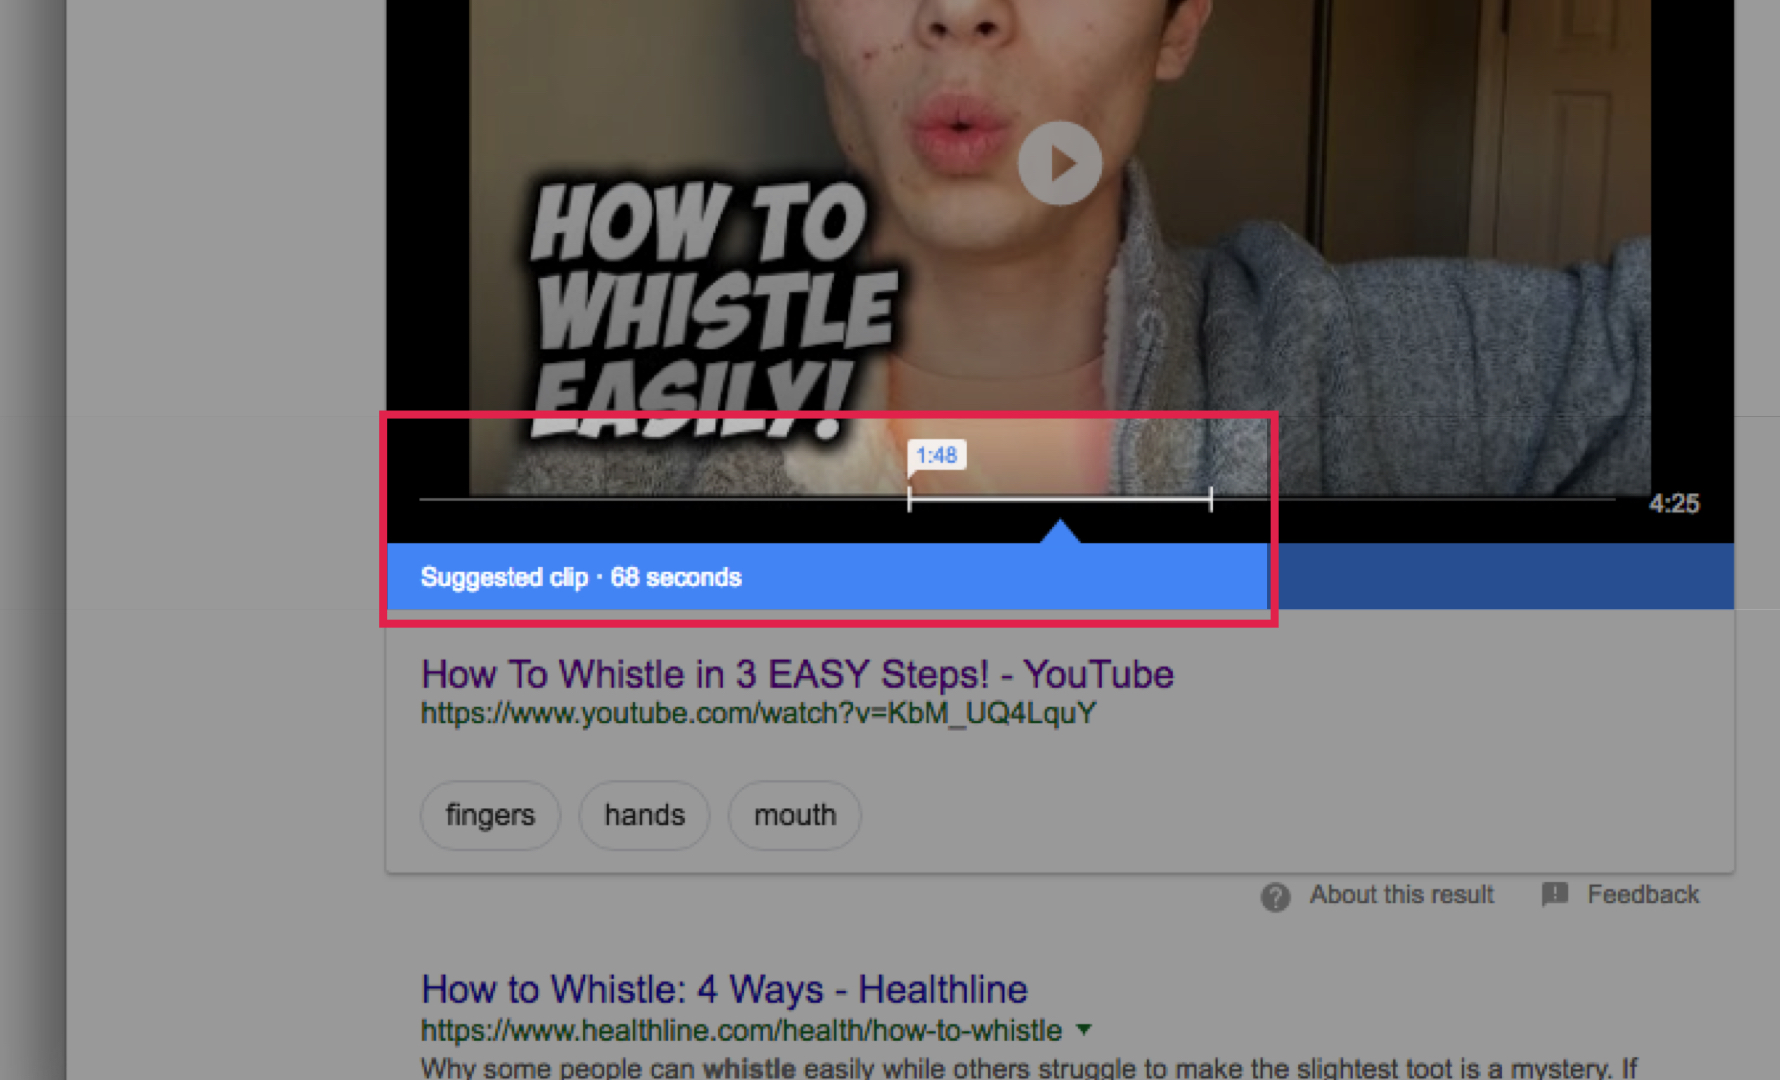 HOW TO
WHISTLE
EASILY!
1:48
4:25
Suggested clip · 68 seconds
How To Whistle in 3 EASY Steps! - YouTube
https://www.youtube.com/watch?v=KbM_UQ4LquY
fingers hands mouth
About this result Feedback
How to Whistle: 4 Ways - Healthline
https://www.healthline.com/health/how-to-whistle
Why some people can whistle easily while others struggle to make the slightest toot is a mystery. If